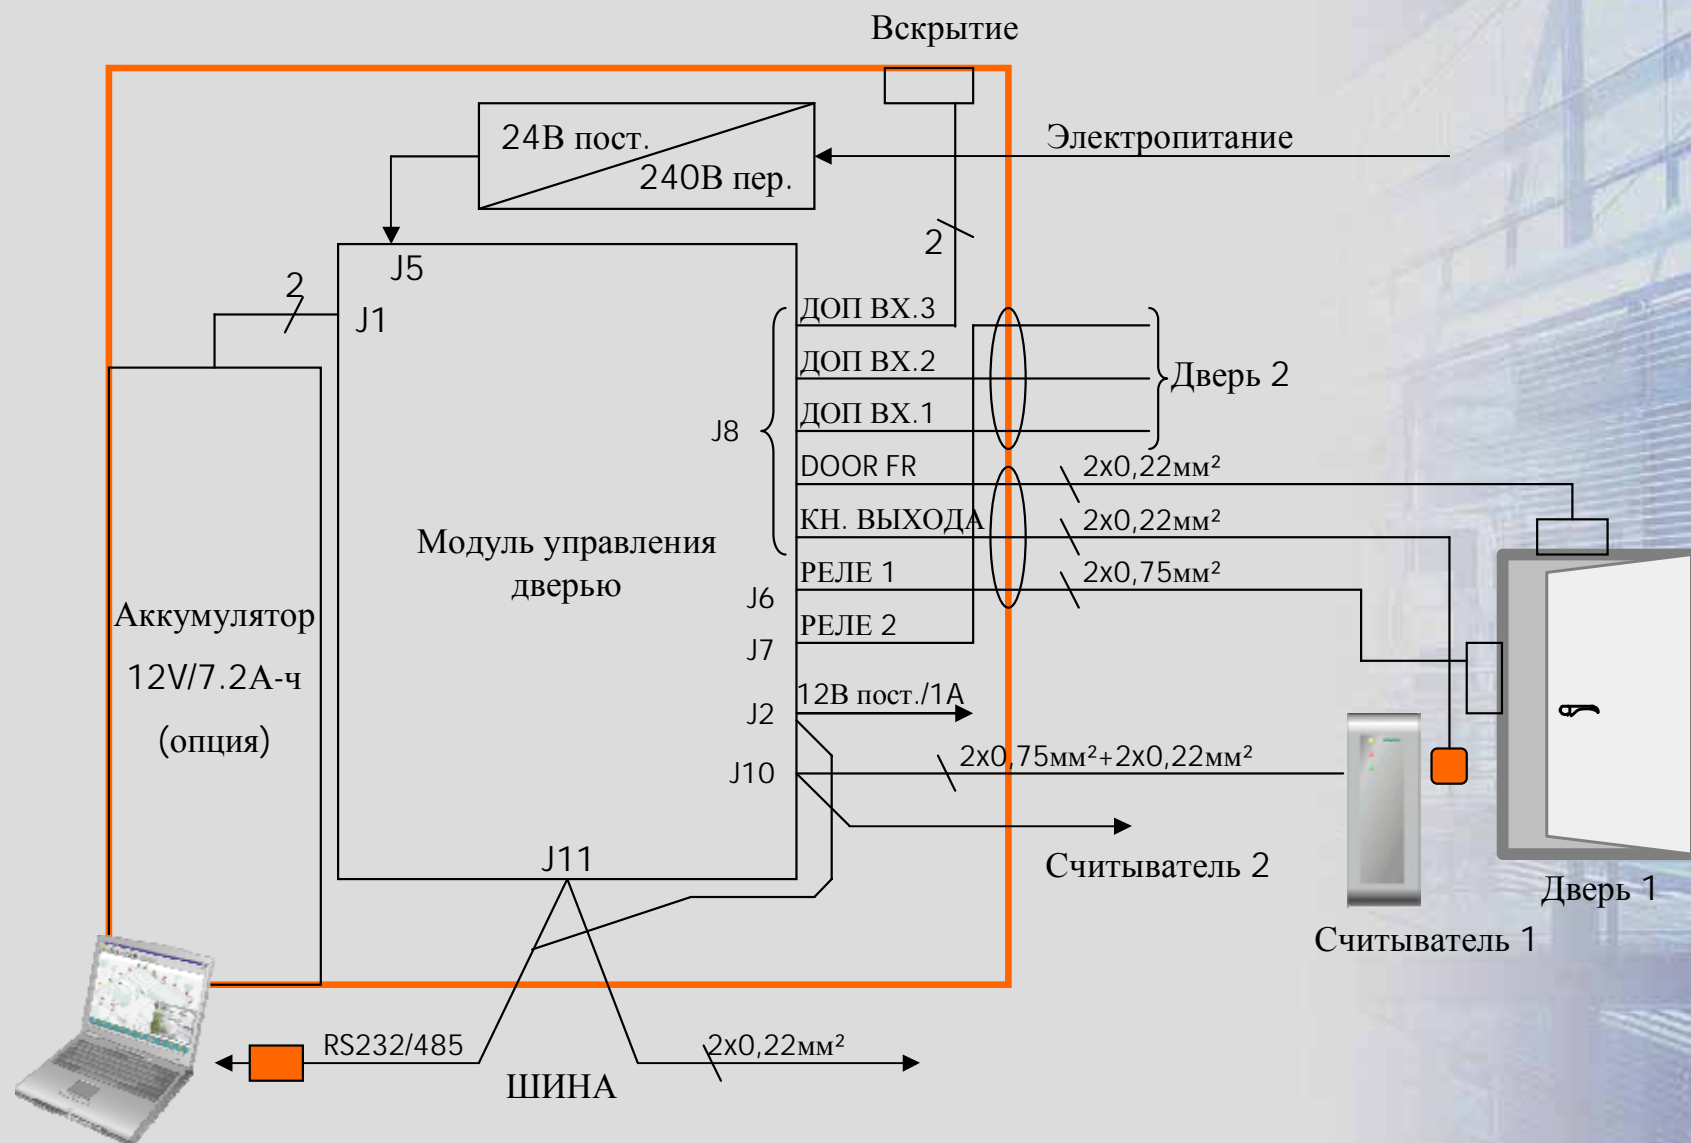 Вскрытие
24В пост.
240В пер.
Электропитание
2
2
J5
J1
ДОП ВХ.3
ДОП ВХ.2
ДОП ВХ.1
J8
Дверь 2
DOOR FR
2x0,22мм²
КН. ВЫХОДА
2x0,22мм²
Модуль управления
дверью
РЕЛЕ 1
2x0,75мм²
J6
РЕЛЕ 2
J7
Аккумулятор
12V/7.2А-ч
(опция)
12В пост./1А
J2
2x0,75мм²+2x0,22мм²
J10
J11
Считыватель 2
Дверь 1
Считыватель 1
RS232/485
2x0,22мм²
ШИНА